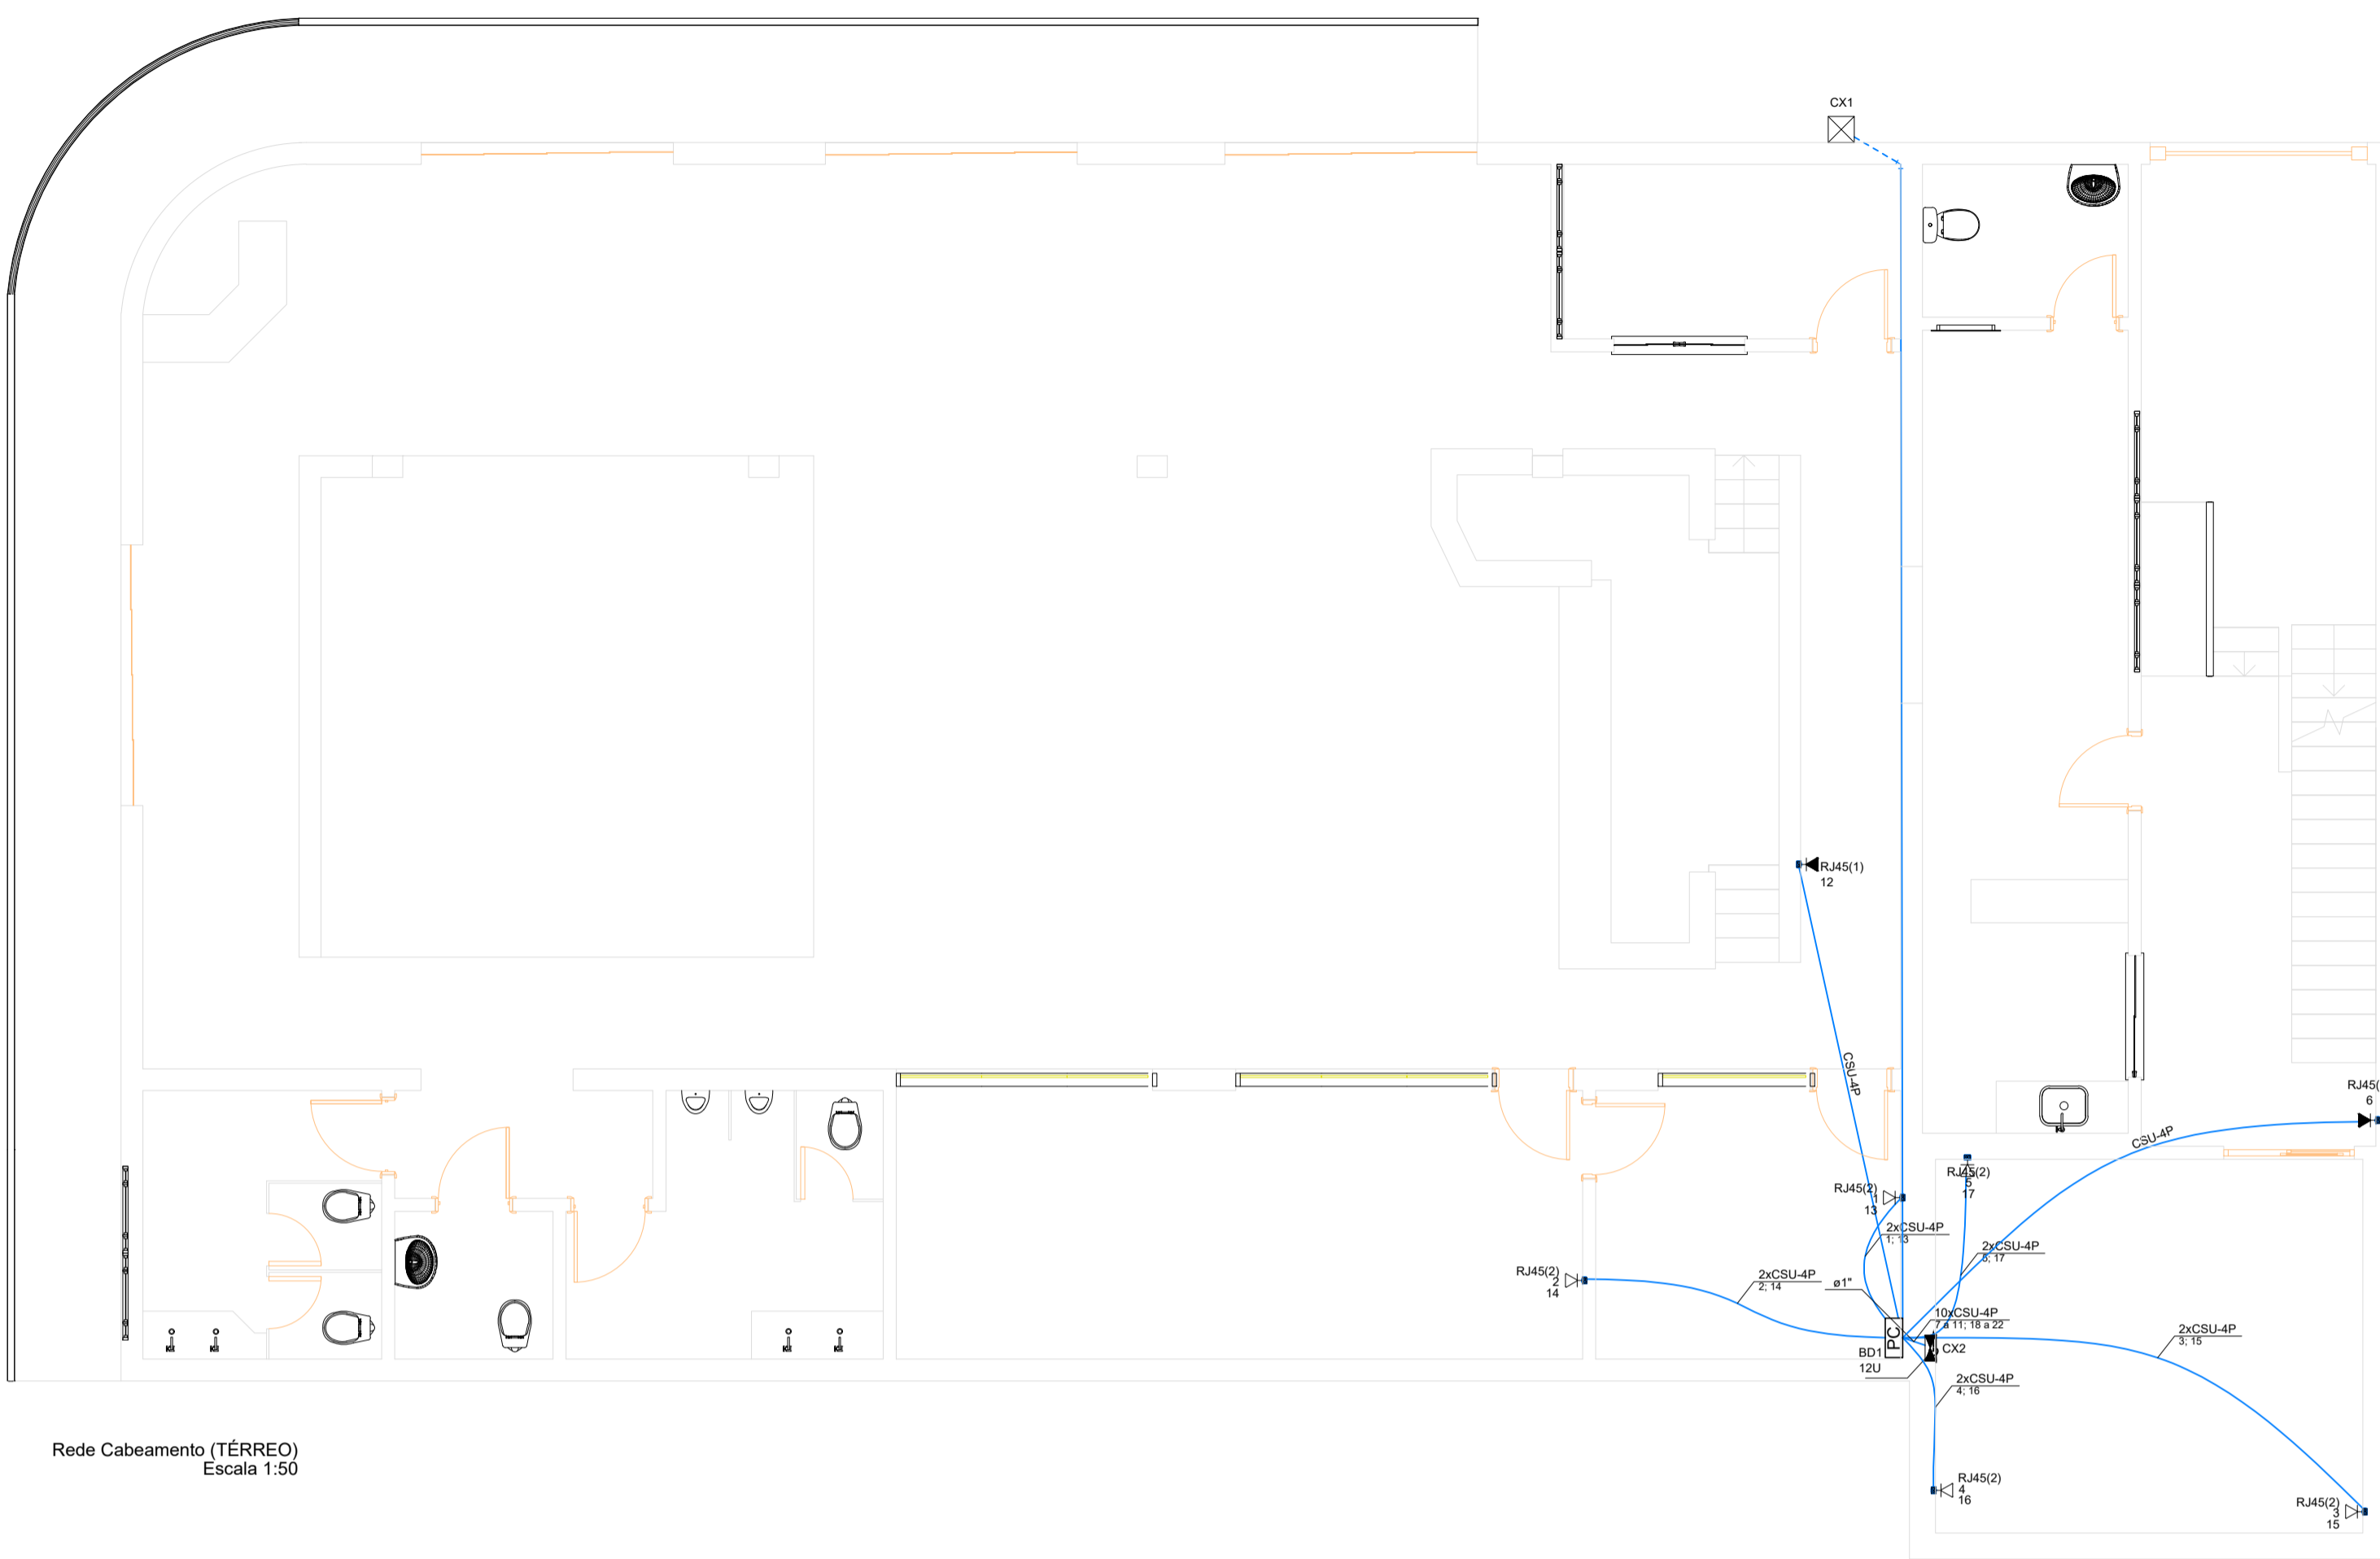 CX1
RJ45(1)
12
CSU-4P
RJ45(
6
CSU-4P
RJ45(2)
5
17
RJ45(2)
1
13
2xCSU-4P
1; 13
2xCSU-4P
5; 17
RJ45(2)
2
14
2xCSU-4P
2; 14
ø1"
10xCSU-4P
7 a 11; 18 a 22
2xCSU-4P
3; 15
PC
BD1
12U
CX2
2xCSU-4P
4; 16
Rede Cabeamento (TÉRREO)
Escala 1:50
RJ45(2)
4
16
RJ45(2)
3
15